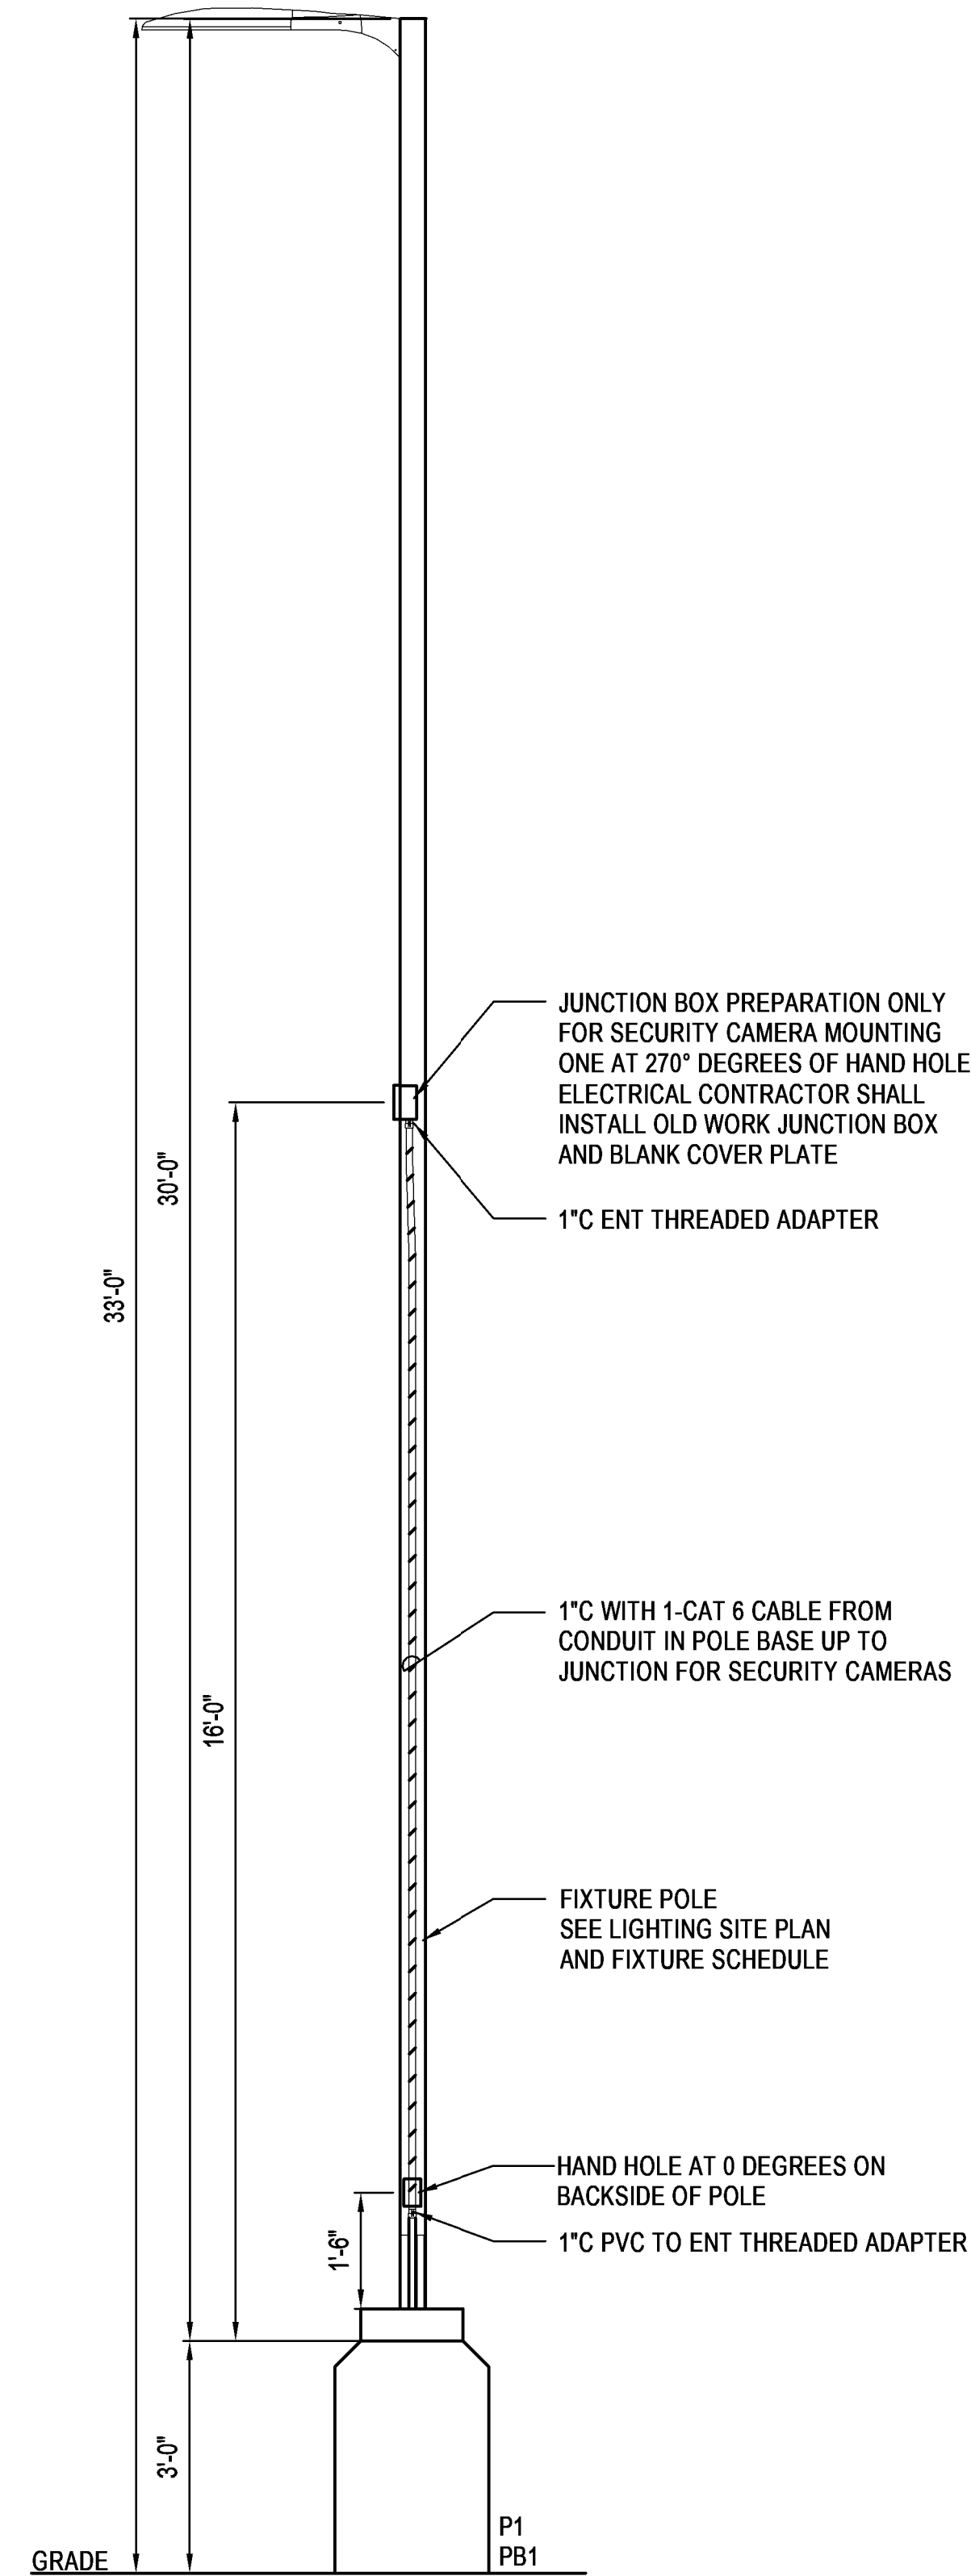 JUNCTION BOX PREPARATION ONLY
FOR SECURITY CAMERA MOUNTING
ONE AT 270° DEGREES OF HAND HOLE
ELECTRICAL CONTRACTOR SHALL
INSTALL OLD WORK JUNCTION BOX
AND BLANK COVER PLATE
30'-0"
1"C ENT THREADED ADAPTER
33'-0"
1"C WITH 1-CAT 6 CABLE FROM
CONDUIT IN POLE BASE UP TO
JUNCTION FOR SECURITY CAMERAS
16'-0"
FIXTURE POLE
SEE LIGHTING SITE PLAN
AND FIXTURE SCHEDULE
HAND HOLE AT 0 DEGREES ON
BACKSIDE OF POLE
1'-6"
1"C PVC TO ENT THREADED ADAPTER
3'-0"
P1
PB1
GRADE